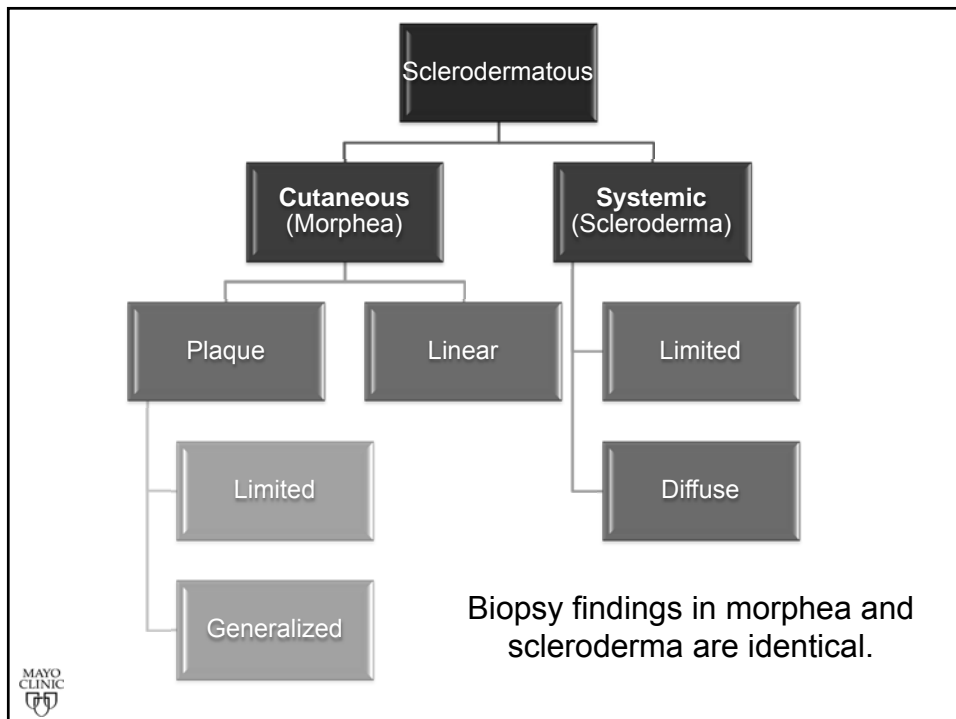 Sclerodermatous
Cutaneous
(Morphea)
Systemic
(Scleroderma)
Plaque
Linear
Limited
Limited
Diffuse
Generalized
Biopsy findings in morphea and
scleroderma are identical.
MAYO
CLINIC